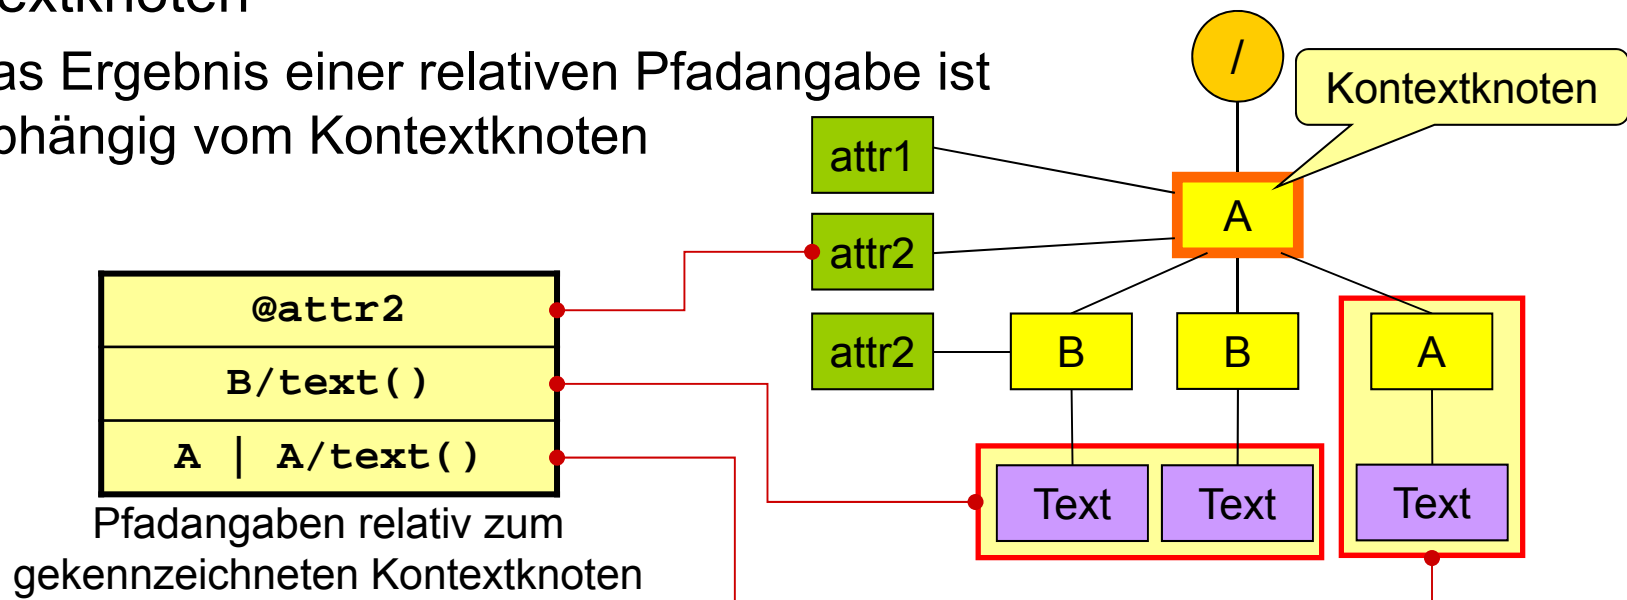 extknoten
as Ergebnis einer relativen Pfadangabe ist
bhängig vom Kontextknoten
/
Kontextknoten
attr1
A
attr2
@attr2
attr2
B
B
A
B/text()
A | A/text()
Text
Text
Text
Pfadangaben relativ zum
gekennzeichneten Kontextknoten